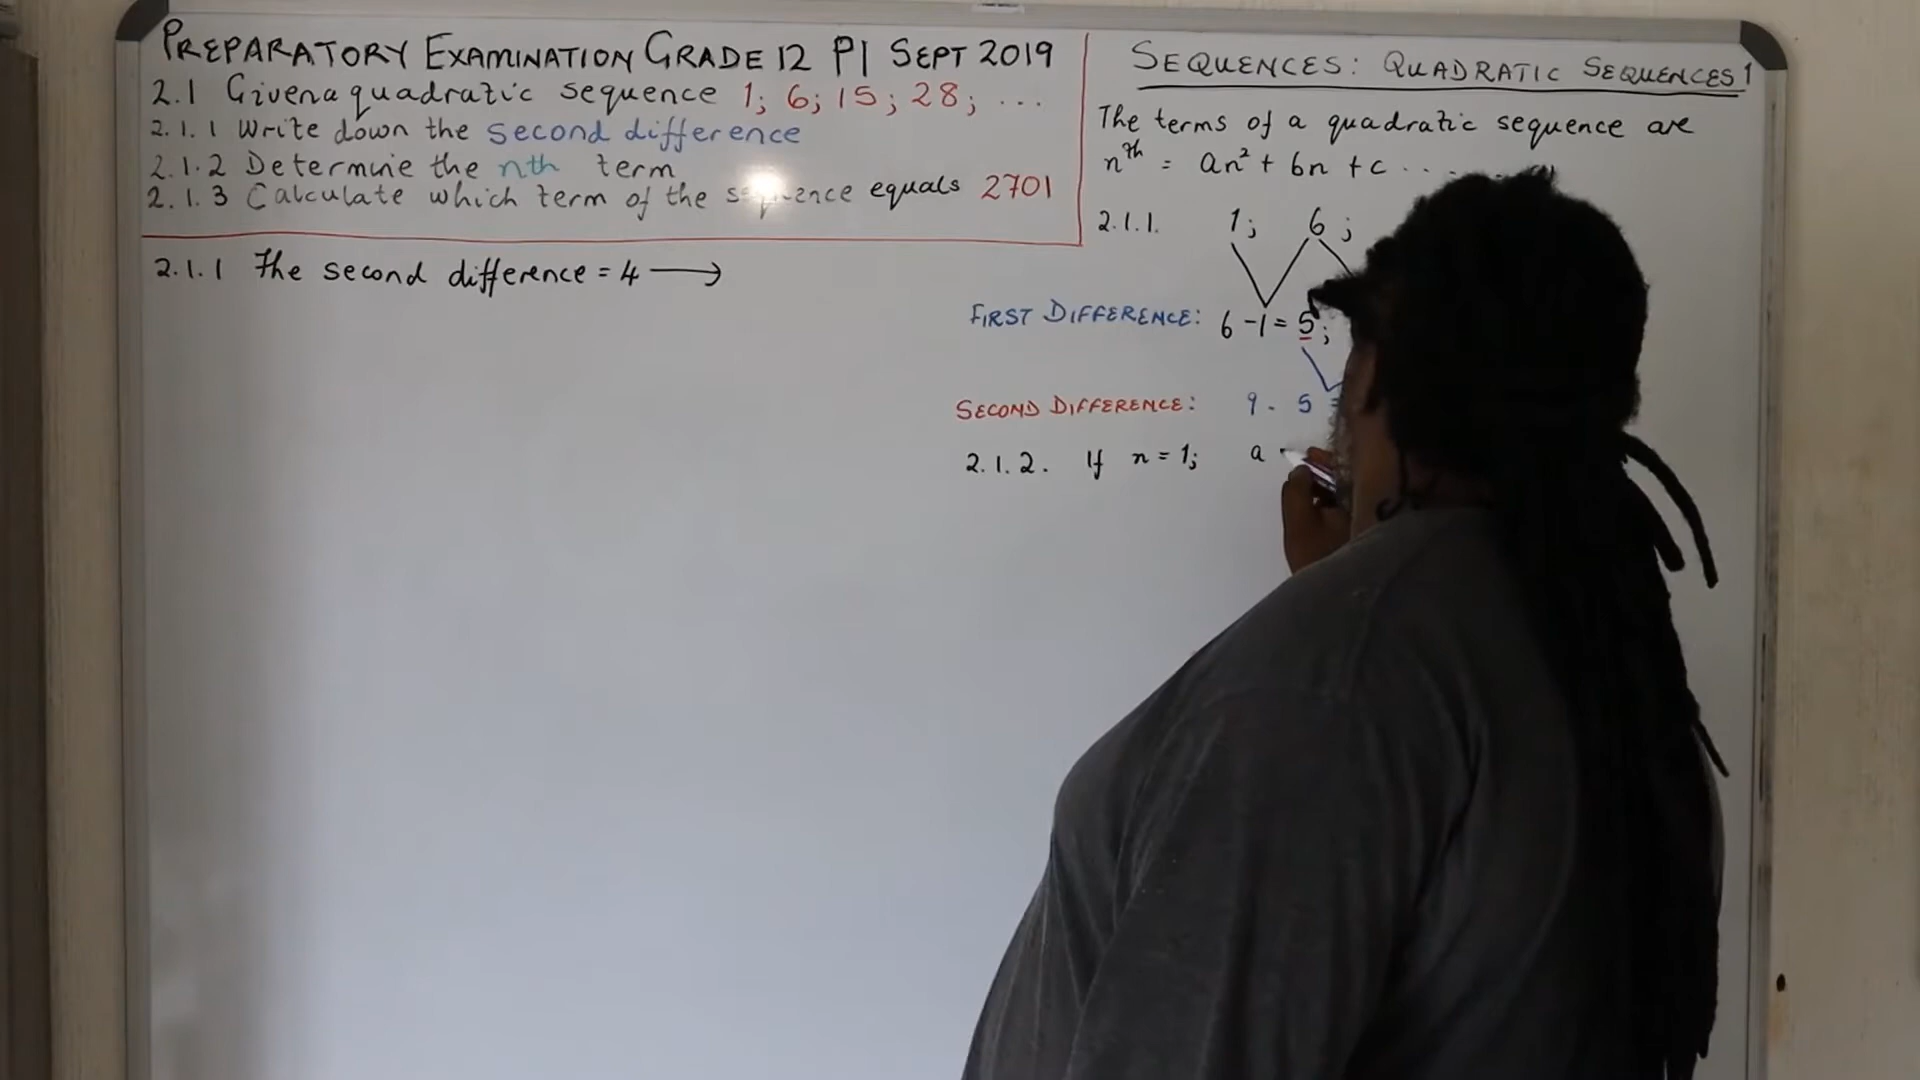 PREPARATORY EXAMINATION GRADE 12 P1 SEPT 2019
2.1 Given a quadratic sequence 1; 6; 15; 28; ...
2.1.1 Write down the second difference
2.1.2 Determine the nth term
2.1.3 Calculate which term of the sequence equals 2701
2.1.1 The second difference = 4 ⟶
SEQUENCES: QUADRATIC SEQUENCES 1
The terms of a quadratic sequence are
nᵗʰ = an² + bn + c . . .
2.1.1. 1; 6;
FIRST DIFFERENCE: 6 - 1 = 5;
SECOND DIFFERENCE: 9 - 5 =
2.1.2. If n = 1; a